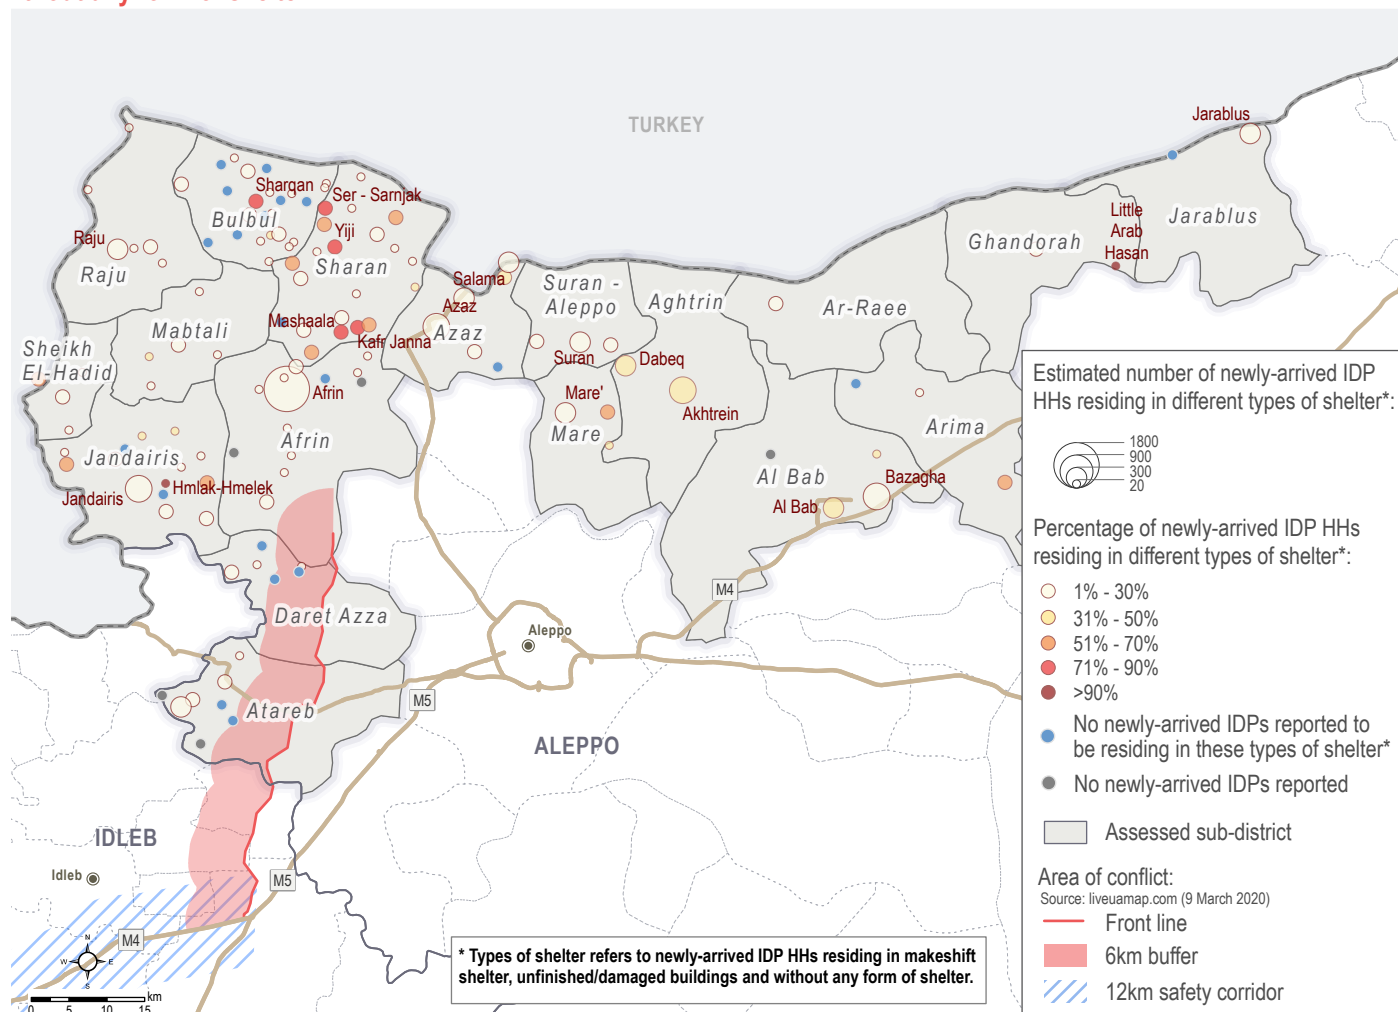 TURKEY
Jarablus
Sharqan
Ser - Sarnjak
Bulbul
Yiji
Raju
Raju
Sharan
Little
Arab
Hasan
Ghandorah
Jarablus
Salama
Suran -
Aleppo
Aghtrin
Ar-Raee
Azaz
Azaz
Mabtali
Mashaala
Kafr Janna
Sheikh
El-Hadid
Suran
Dabeq
Afrin
Mare'
Akhtrein
Mare
Afrin
Arima
Jandairis
Al Bab
Jandairis
Hmlak-Hmelek
Bazagha
Al Bab
M4
Daret Azza
Aleppo
M5
Atareb
ALEPPO
IDLEB
Idleb
M5
M4
N
W
E
S
km
0 5 10 15
* Types of shelter refers to newly-arrived IDP HHs residing in makeshift
shelter, unfinished/damaged buildings and without any form of shelter.
Estimated number of newly-arrived IDP
HHs residing in different types of shelter*:
1800
900
300
20
Percentage of newly-arrived IDP HHs
residing in different types of shelter*:
1% - 30%
31% - 50%
51% - 70%
71% - 90%
>90%
No newly-arrived IDPs reported to
be residing in these types of shelter*
No newly-arrived IDPs reported
Assessed sub-district
Area of conflict:
Source: liveuamap.com (9 March 2020)
Front line
6km buffer
12km safety corridor